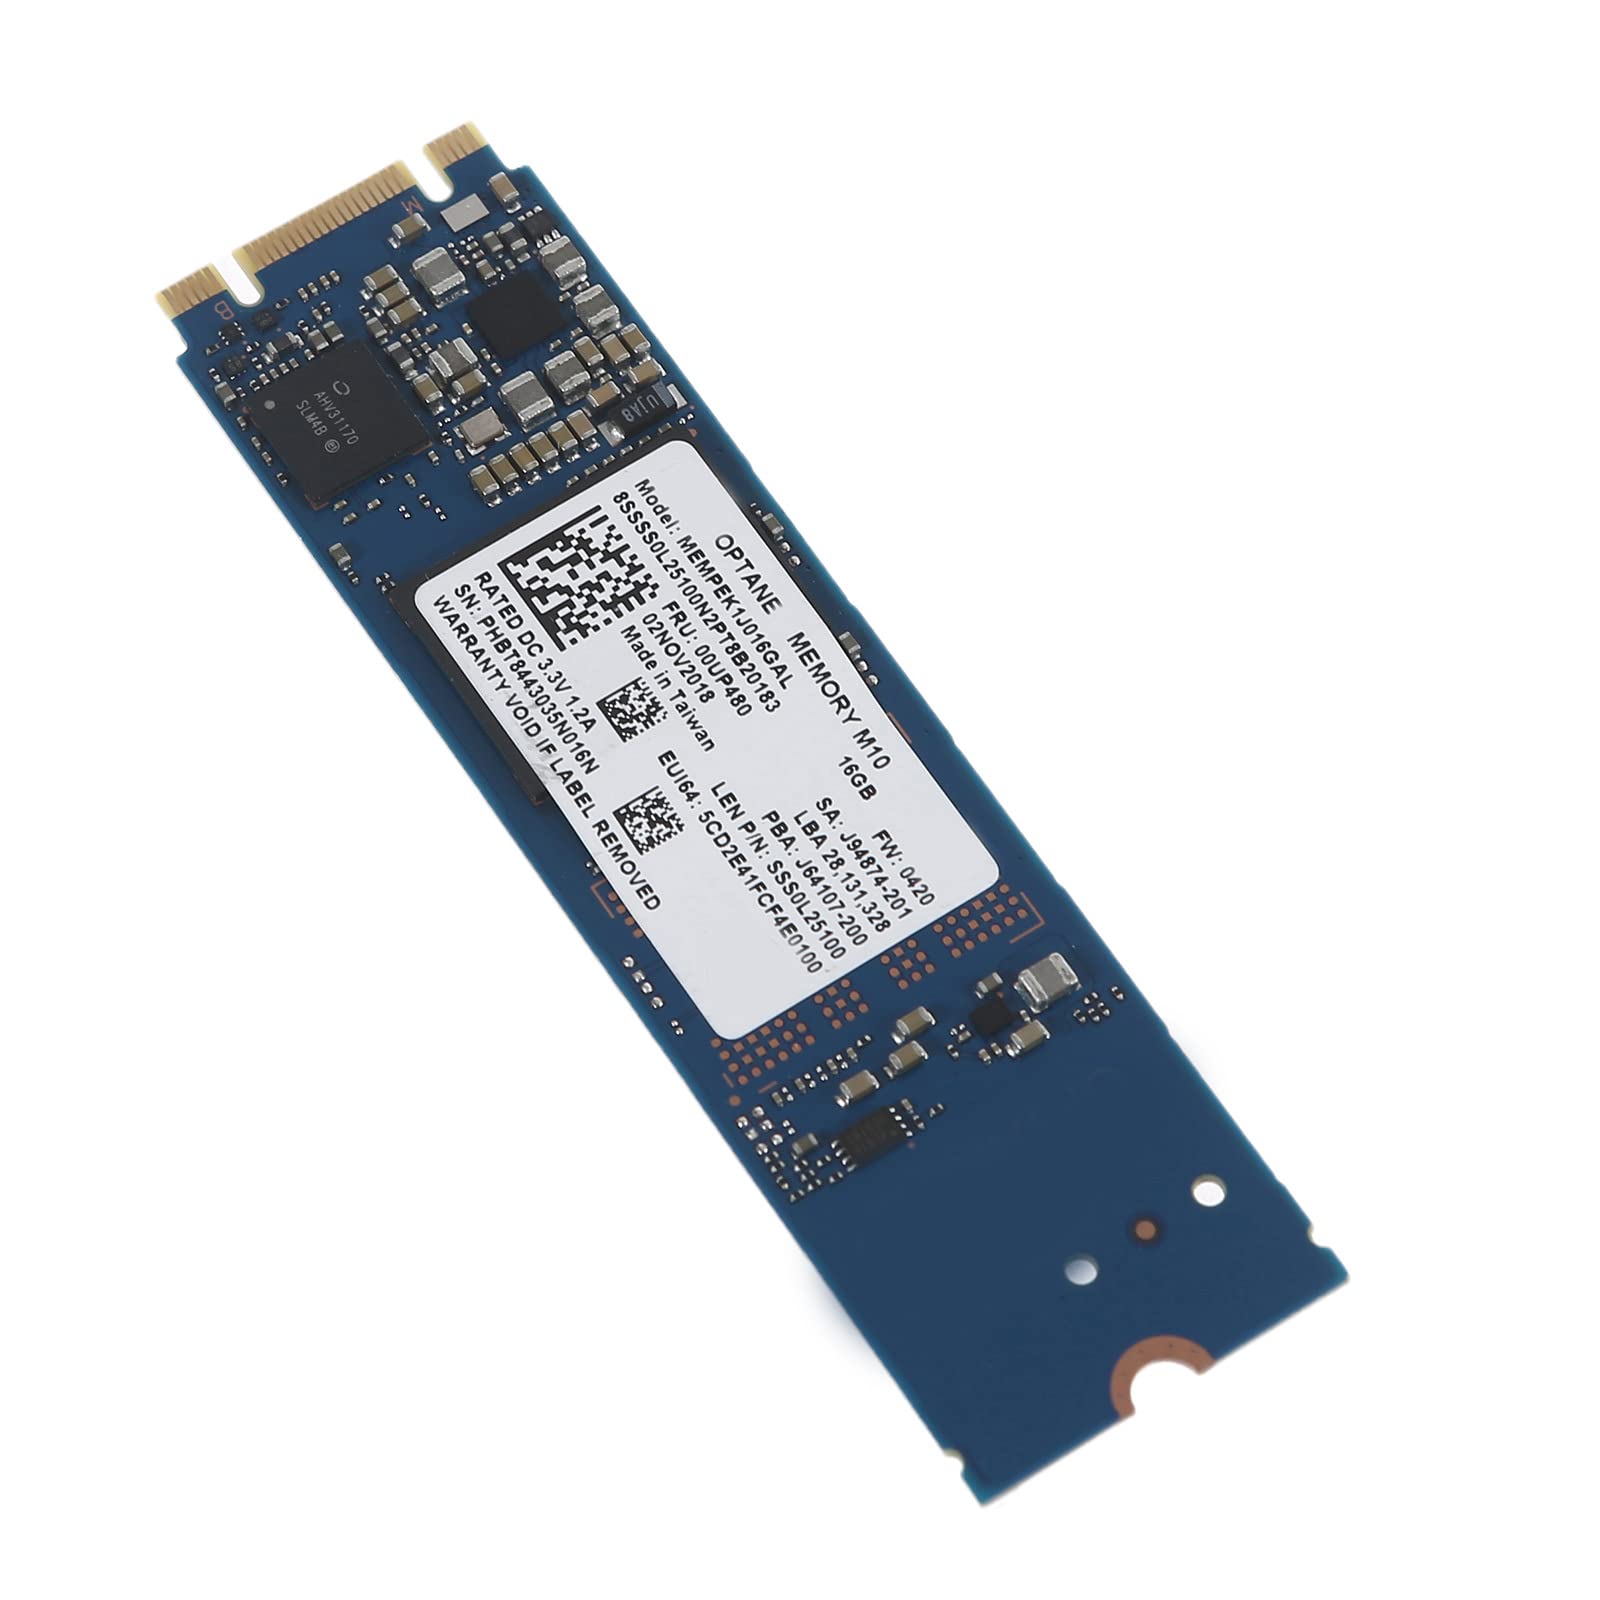 M
B
AHV31170
SLM4B
UJA8
OPTANE MEMORY M10
Model: MEMPEK1J016GAL 16GB
8SSSS0L25100N2PT8B20183
FRU: 00UP480
02NOV2018
Made in Taiwan
FW: 0420
SA: J94874-201
LBA 28,131,328
PBA: J64107-200
LEN P/N: SSS0L25100
EUI64: 5CD2E41FCF4E0100
RATED DC 3.3V 1.2A
SN: PHBT8443035N016N
WARRANTY VOID IF LABEL REMOVED